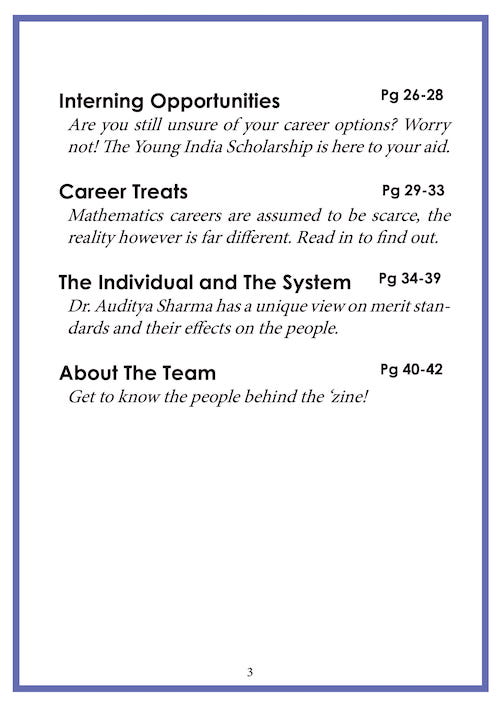 Interning Opportunities Pg 26-28
Are you still unsure of your career options? Worry
not! The Young India Scholarship is here to your aid.
Career Treats Pg 29-33
Mathematics careers are assumed to be scarce, the
reality however is far different. Read in to find out.
The Individual and The System Pg 34-39
Dr. Auditya Sharma has a unique view on merit stan-
dards and their effects on the people.
About The Team Pg 40-42
Get to know the people behind the ‘zine!
3